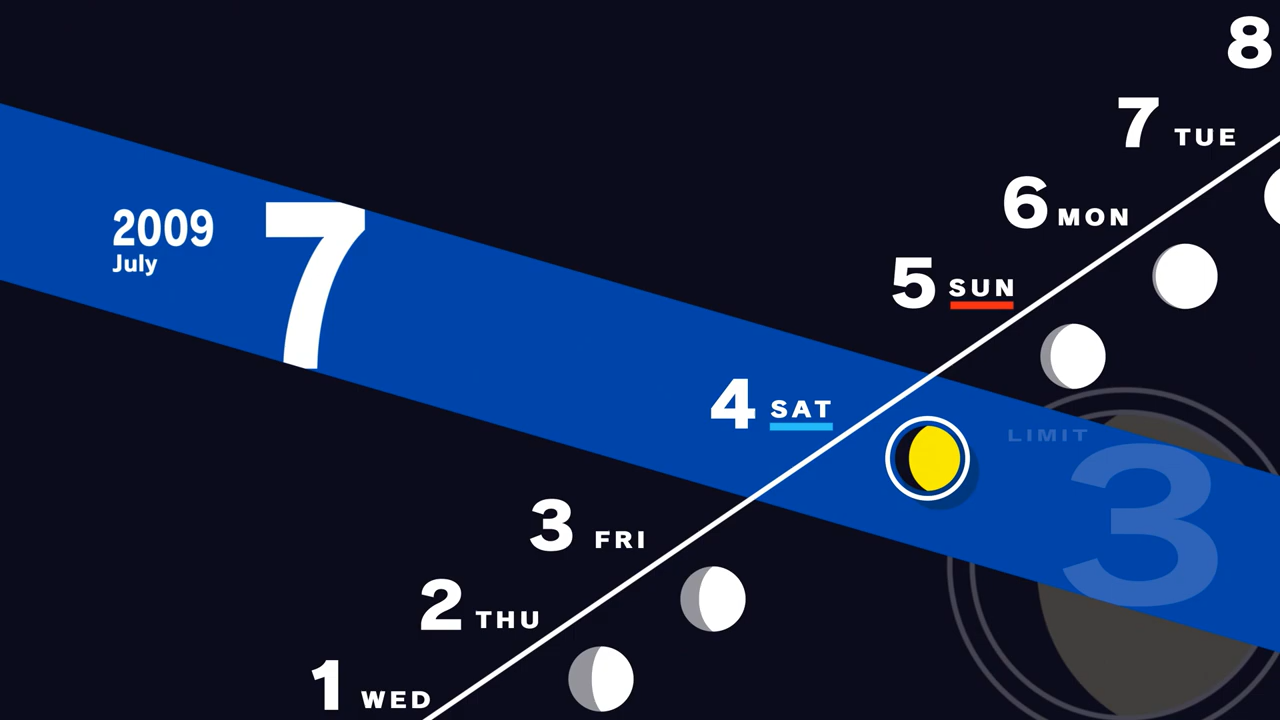 8
7 TUE
6 MON
2009
July
7
5 SUN
4 SAT
LIMIT
3
3 FRI
2 THU
1 WED